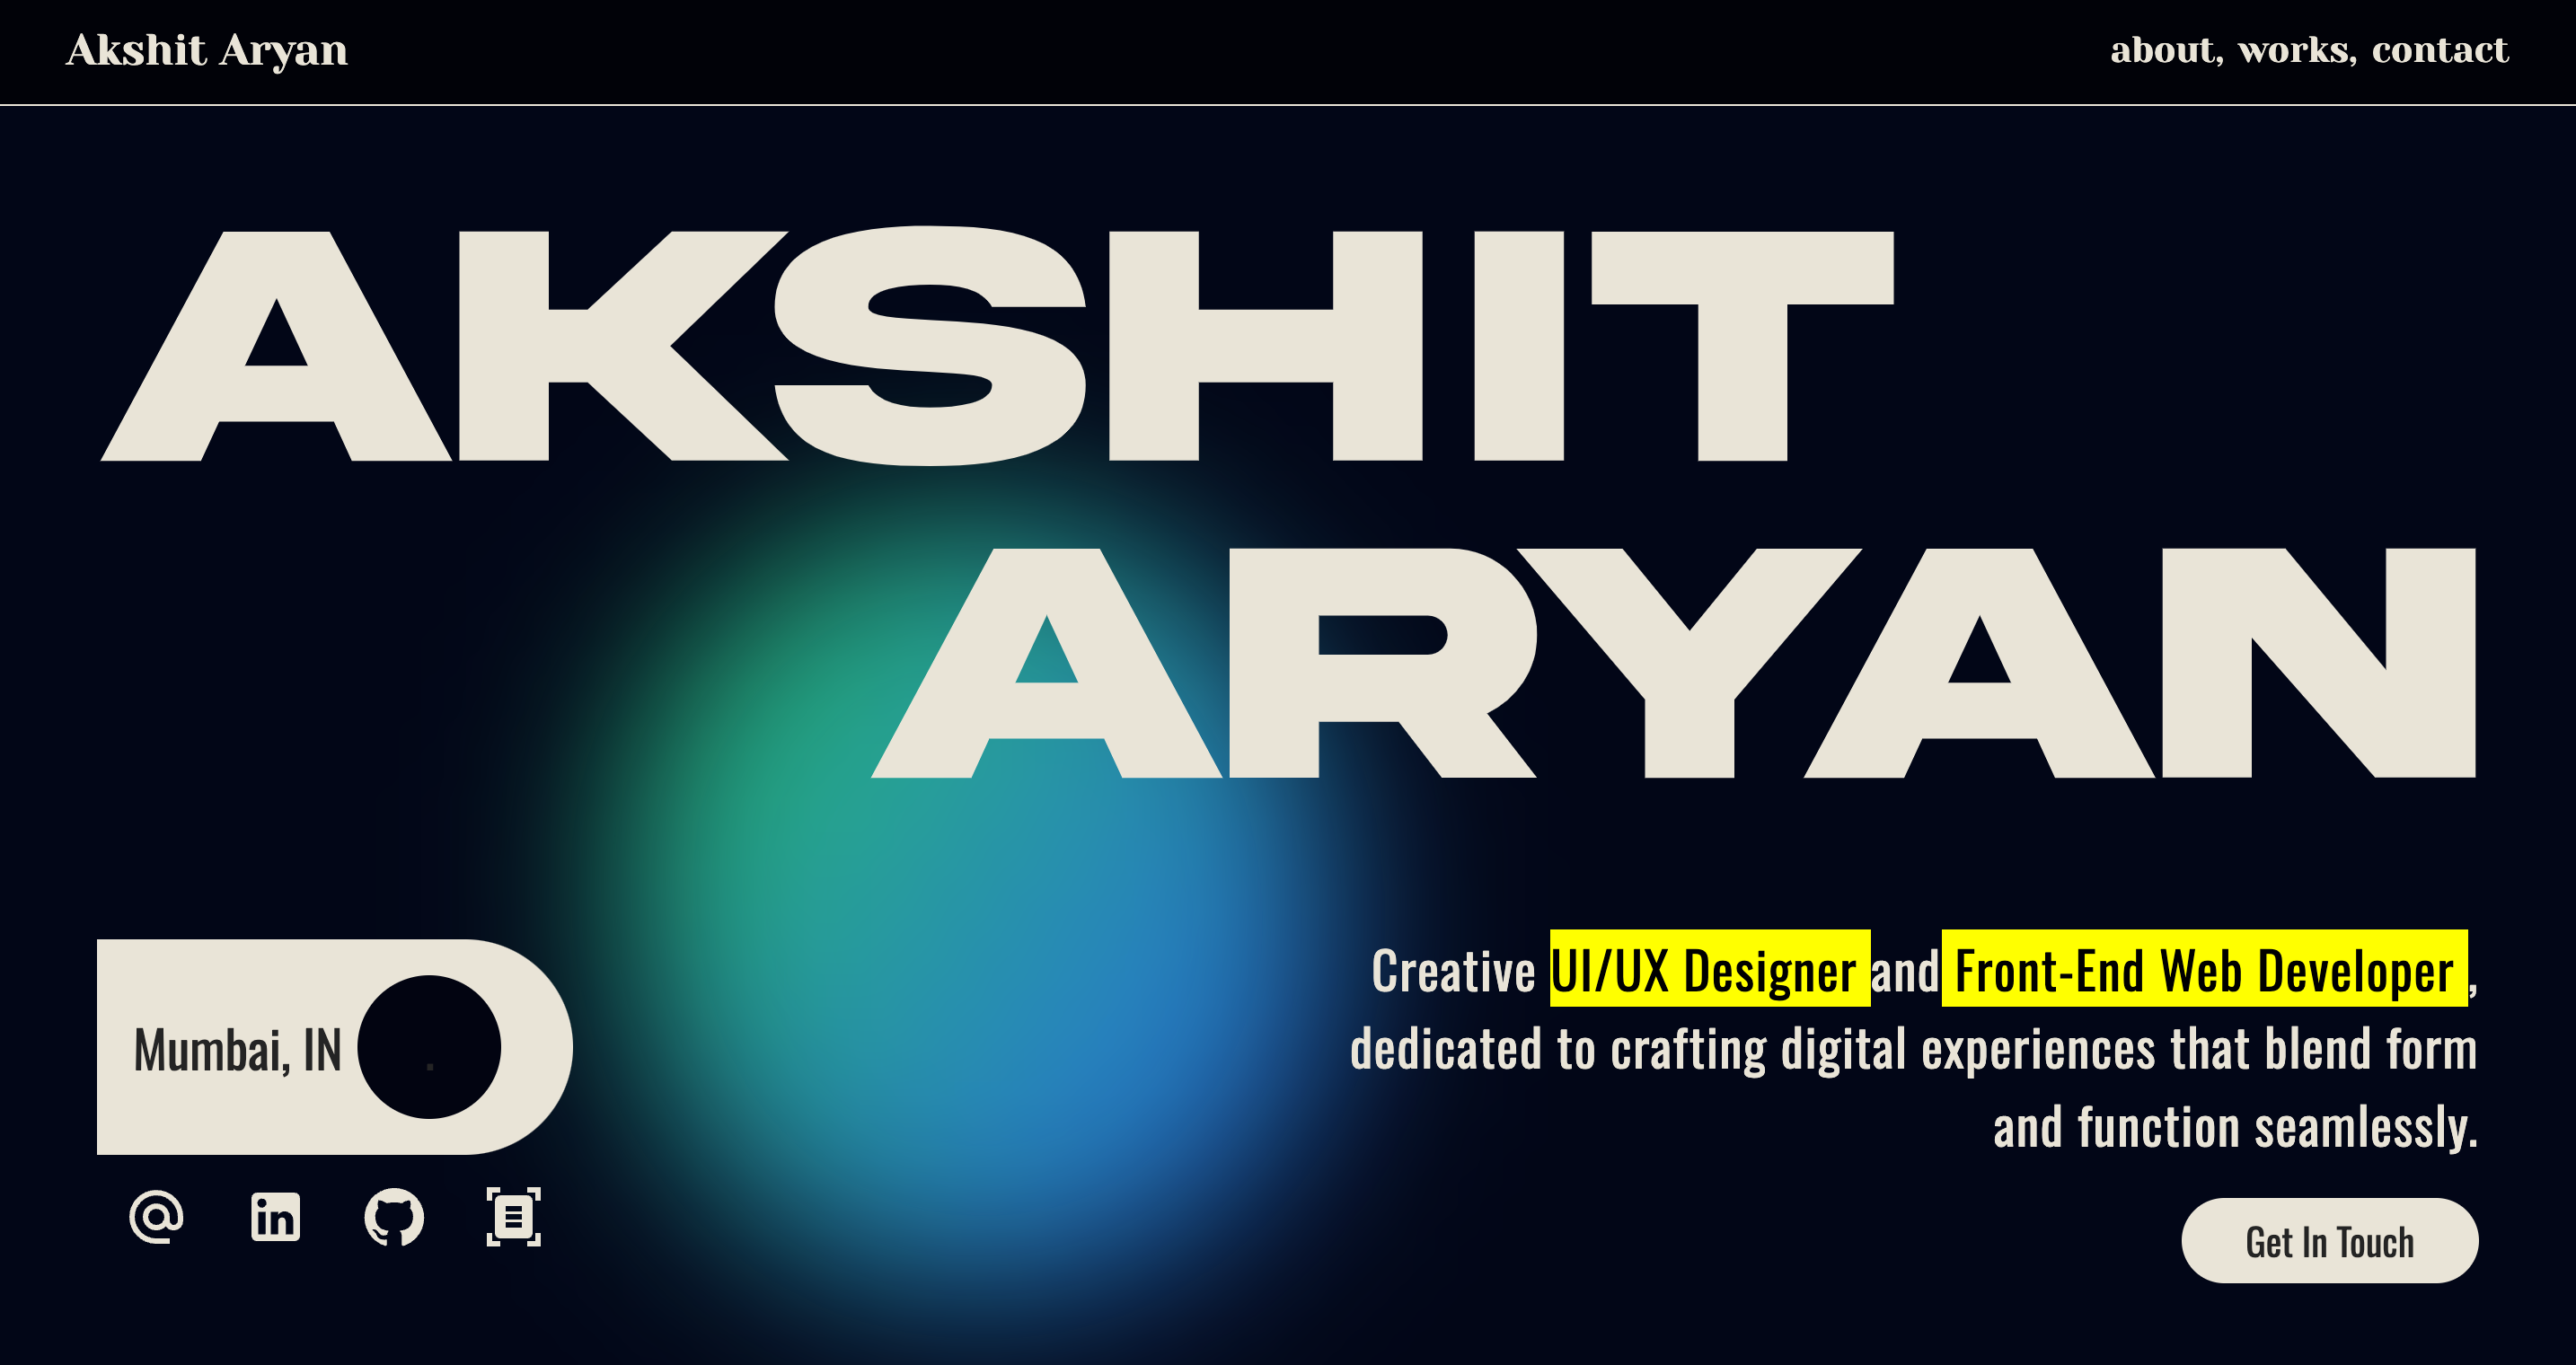 Akshit Aryan
about, works, contact
AKSHIT
ARYAN
Mumbai, IN
.
in
Creative UI/UX Designer and Front-End Web Developer ,
dedicated to crafting digital experiences that blend form
and function seamlessly.
Get In Touch